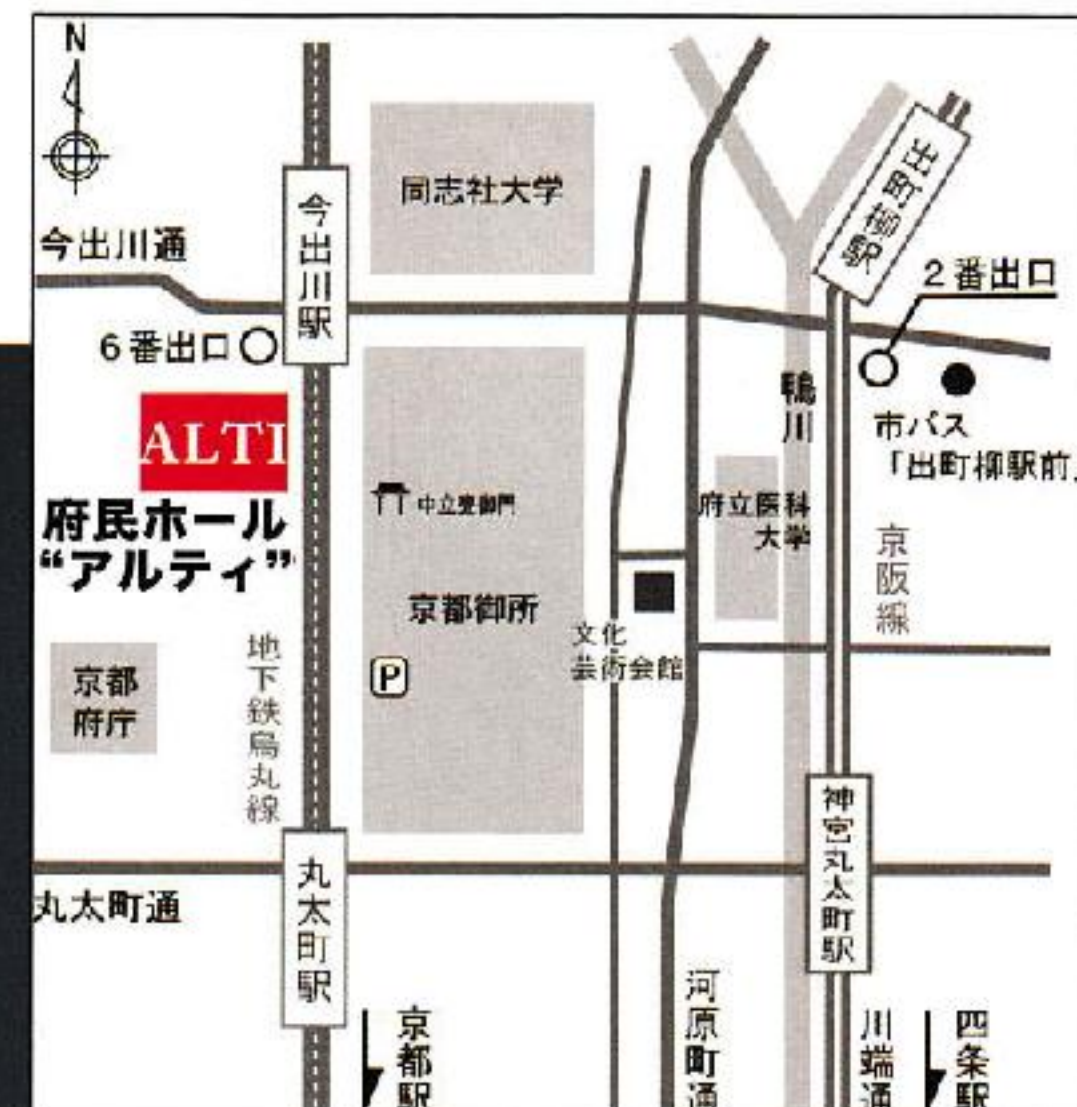 N
同志社大学
今出川駅
今出川通
2番出口
6番出口
ALTI
府民ホール
“アルティ”
鴨川
市バス
「出町柳駅前」
中立売御門
府立医科
大学
京阪線
京都御所
文化
芸術会館
京都
府庁
P
地下鉄烏丸線
神宮丸太町駅
丸太町駅
丸太町通
河原町通
京都駅
川端通
四条駅